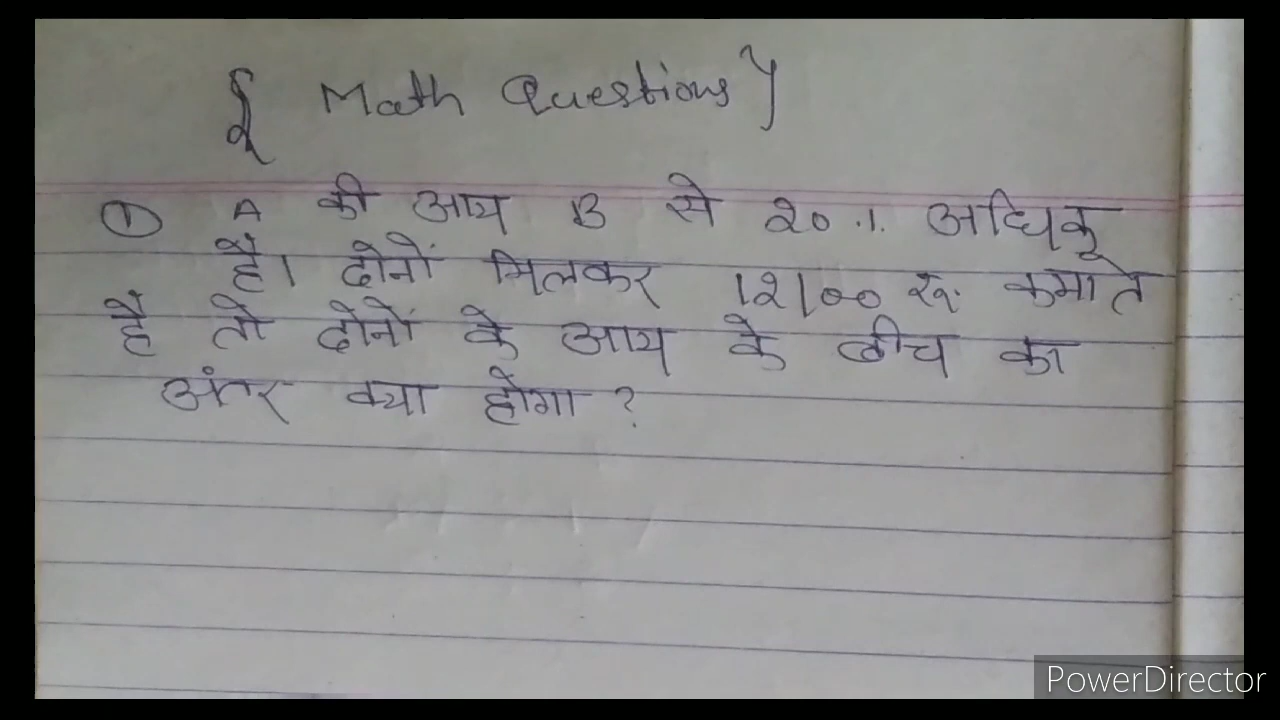 { Math Questions }
① A की आय B से 20 % अधिक
है। दोनों मिलकर 12100 रू. कमाते
है तो दोनों के आय के बीच का
अंतर क्या होगा ?
PowerDirector